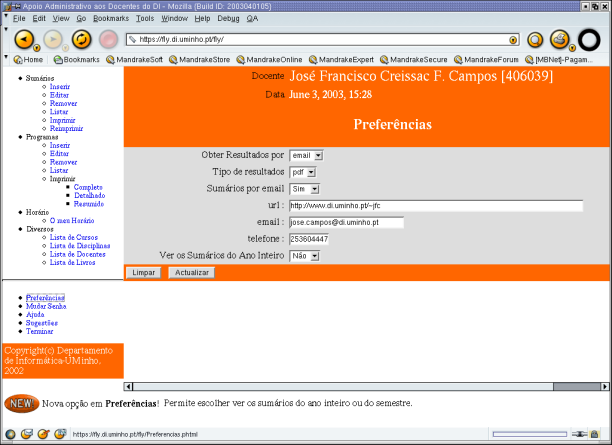 Apoio Administrativo aos Docentes do DI - Mozilla {Build ID: 2003040105}
File Edit View Go Bookmarks Tools Window Help Debug QA
https://fly.di.uminho.pt/fly/
Home Bookmarks MandrakeSoft MandrakeStore MandrakeOnline MandrakeExpert MandrakeSecure MandrakeForum [MBNet]-Pagam...
Sumários
Inserir
Editar
Remover
Listar
Imprimir
Reimprimir
Programas
Inserir
Editar
Remover
Listar
Imprimir
Completo
Detalhado
Resumido
Horário
O meu Horário
Diversos
Lista de Cursos
Lista de Disciplinas
Lista de Docentes
Lista de Livros
Preferências
Mudar Senha
Ajuda
Sugestões
Terminar
Copyright(c) Departamento
de Informática-UMinho,
2002
Docente José Francisco Creissac F. Campos [406039]
Data June 3, 2003, 15:28
Preferências
Obter Resultados por email
Tipo de resultados pdf
Sumários por email Sim
url : http://www.di.uminho.pt/~jfc
email : jose.campos@di.uminho.pt
telefone : 253604447
Ver os Sumários do Ano Inteiro Não
Limpar Actualizar
NEW! Nova opção em Preferências! Permite escolher ver os sumários do ano inteiro ou do semestre.
https://fly.di.uminho.pt/fly/Preferencias.phtml